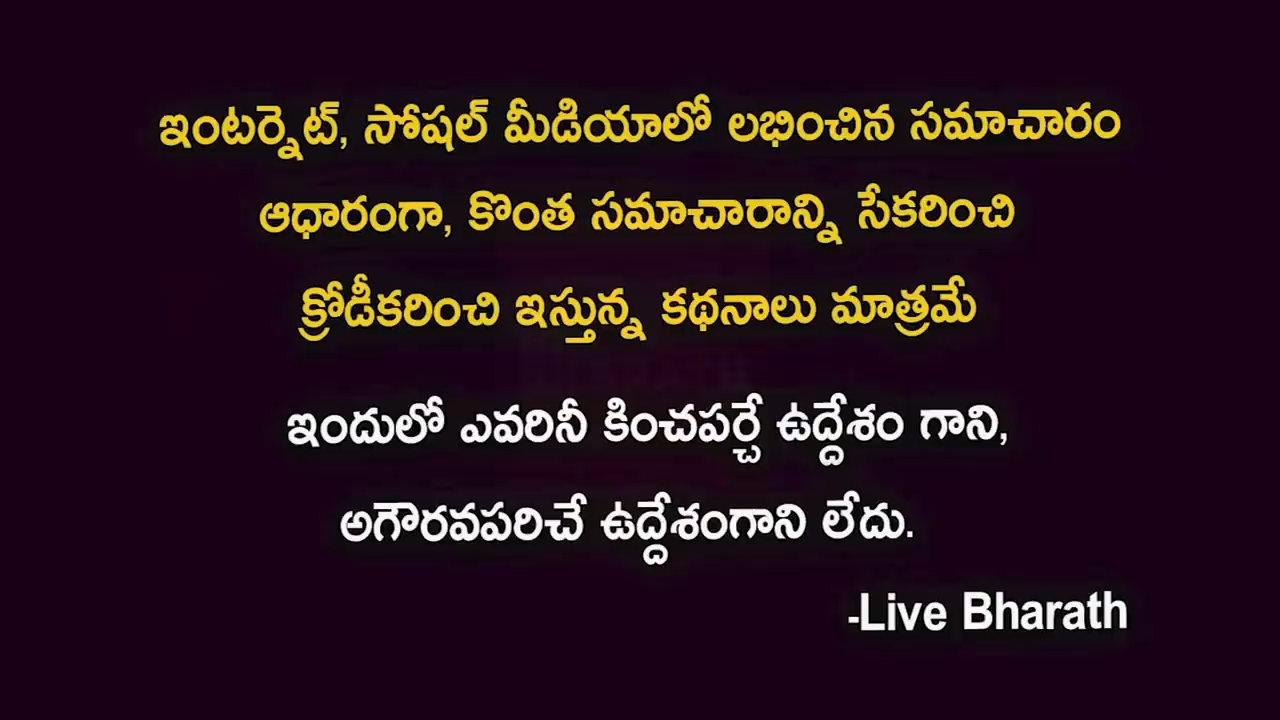 ఇంటర్నెట్, సోషల్ మీడియాలో లభించిన సమాచారం
ఆధారంగా, కొంత సమాచారాన్ని సేకరించి
క్రోడీకరించి ఇస్తున్న కథనాలు మాత్రమే
ఇందులో ఎవరినీ కించపర్చే ఉద్దేశం గాని,
అగౌరవపరిచే ఉద్దేశంగాని లేదు.
-Live Bharath